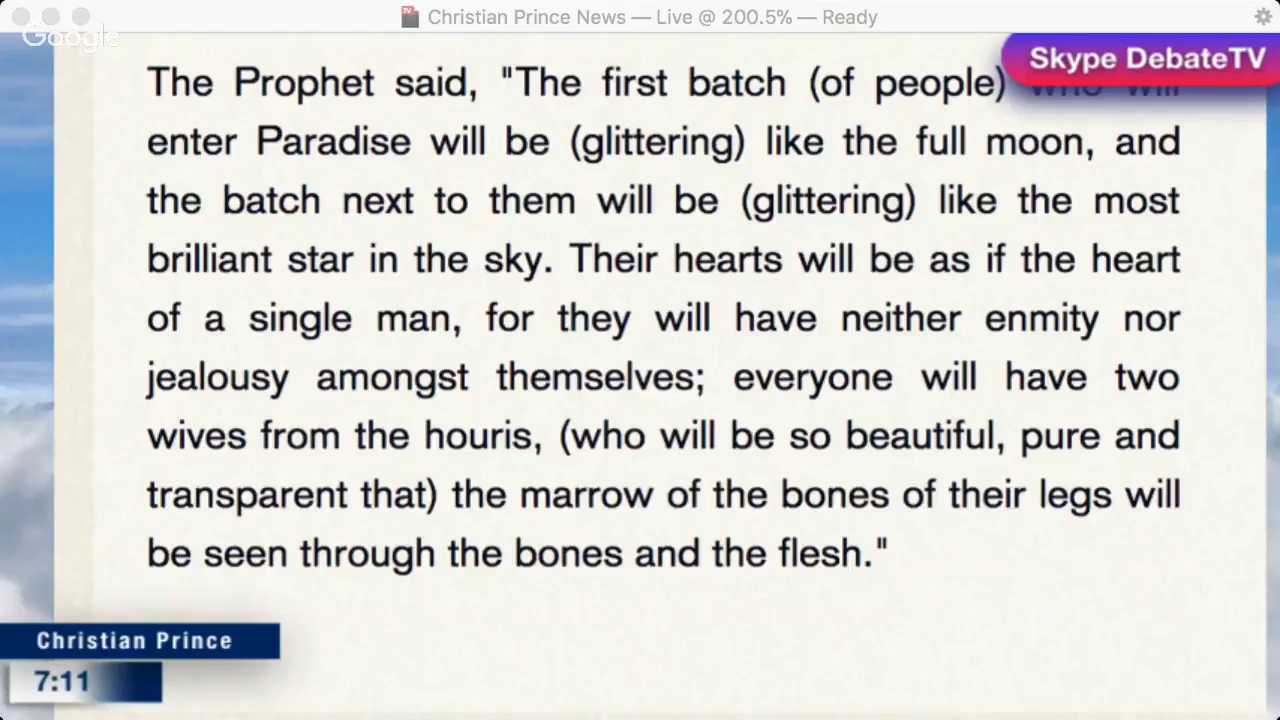 Christian Prince News — Live @ 200.5% — Ready
Google
Skype DebateTV
The Prophet said, "The first batch (of people) who will
enter Paradise will be (glittering) like the full moon, and
the batch next to them will be (glittering) like the most
brilliant star in the sky. Their hearts will be as if the heart
of a single man, for they will have neither enmity nor
jealousy amongst themselves; everyone will have two
wives from the houris, (who will be so beautiful, pure and
transparent that) the marrow of the bones of their legs will
be seen through the bones and the flesh."
Christian Prince
7:11